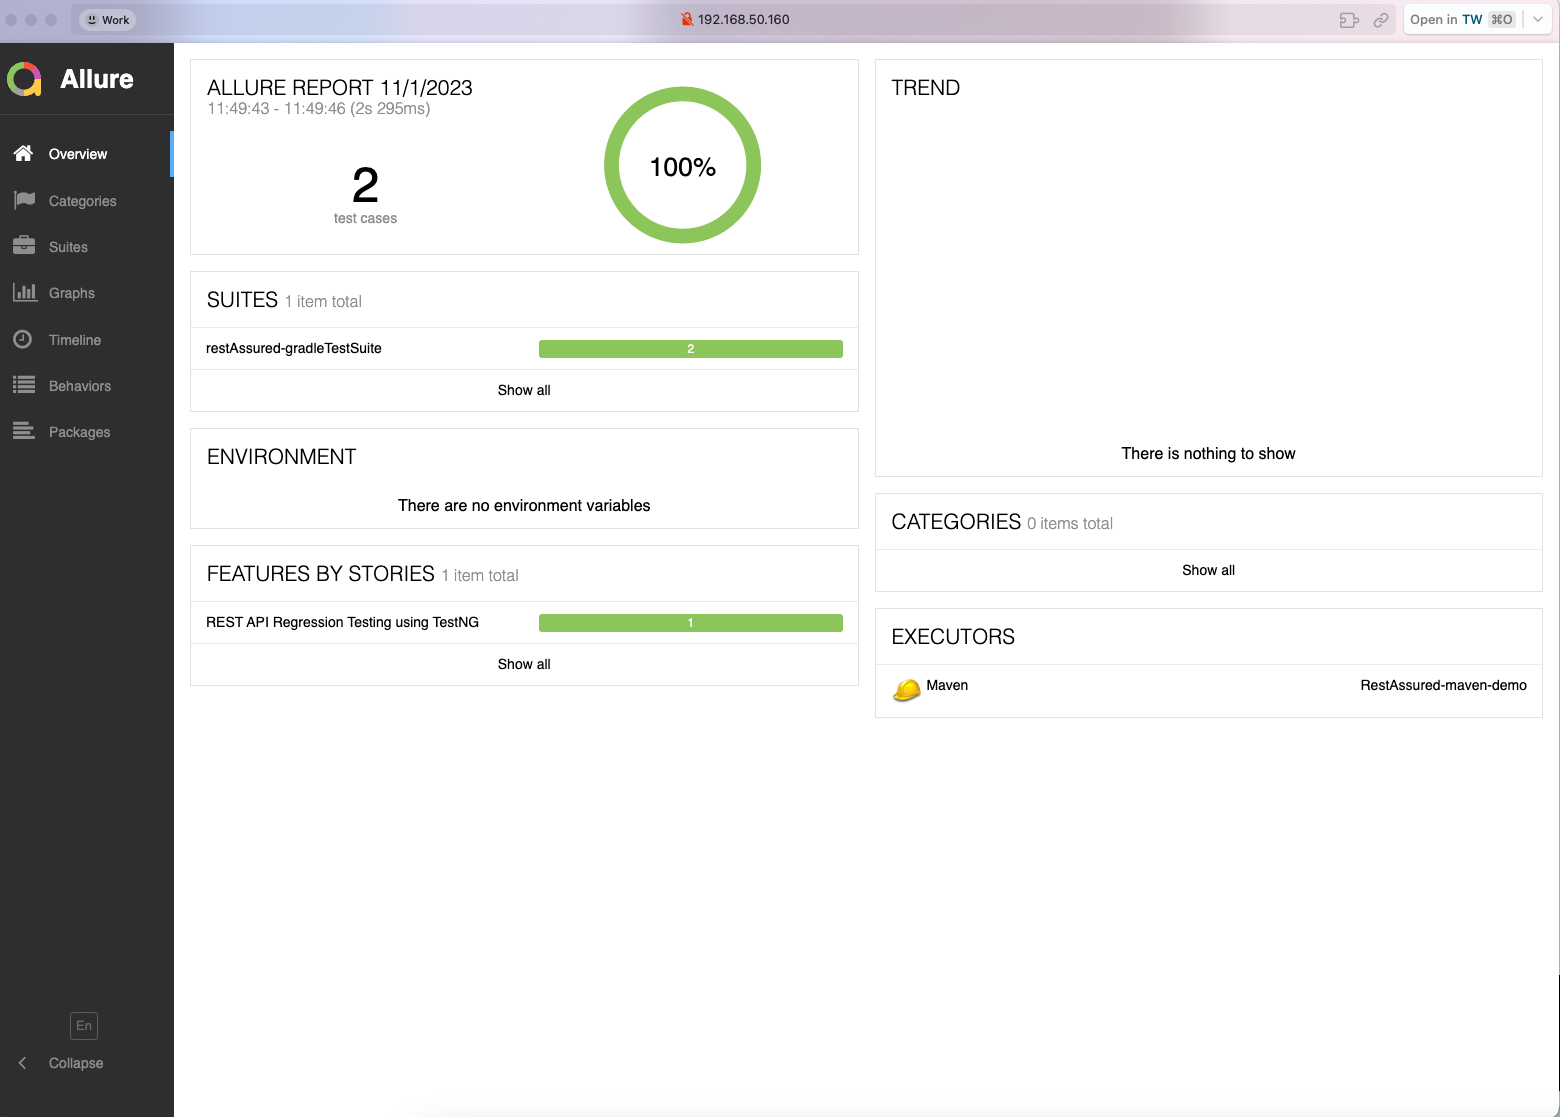 Work
192.168.50.160
Open in TW ⌘O
Allure
Overview
Categories
Suites
Graphs
Timeline
Behaviors
Packages
En
Collapse
ALLURE REPORT 11/1/2023
11:49:43 - 11:49:46 (2s 295ms)
2
test cases
100%
SUITES 1 item total
restAssured-gradleTestSuite 2
Show all
ENVIRONMENT
There are no environment variables
FEATURES BY STORIES 1 item total
REST API Regression Testing using TestNG 1
Show all
TREND
There is nothing to show
CATEGORIES 0 items total
Show all
EXECUTORS
Maven RestAssured-maven-demo